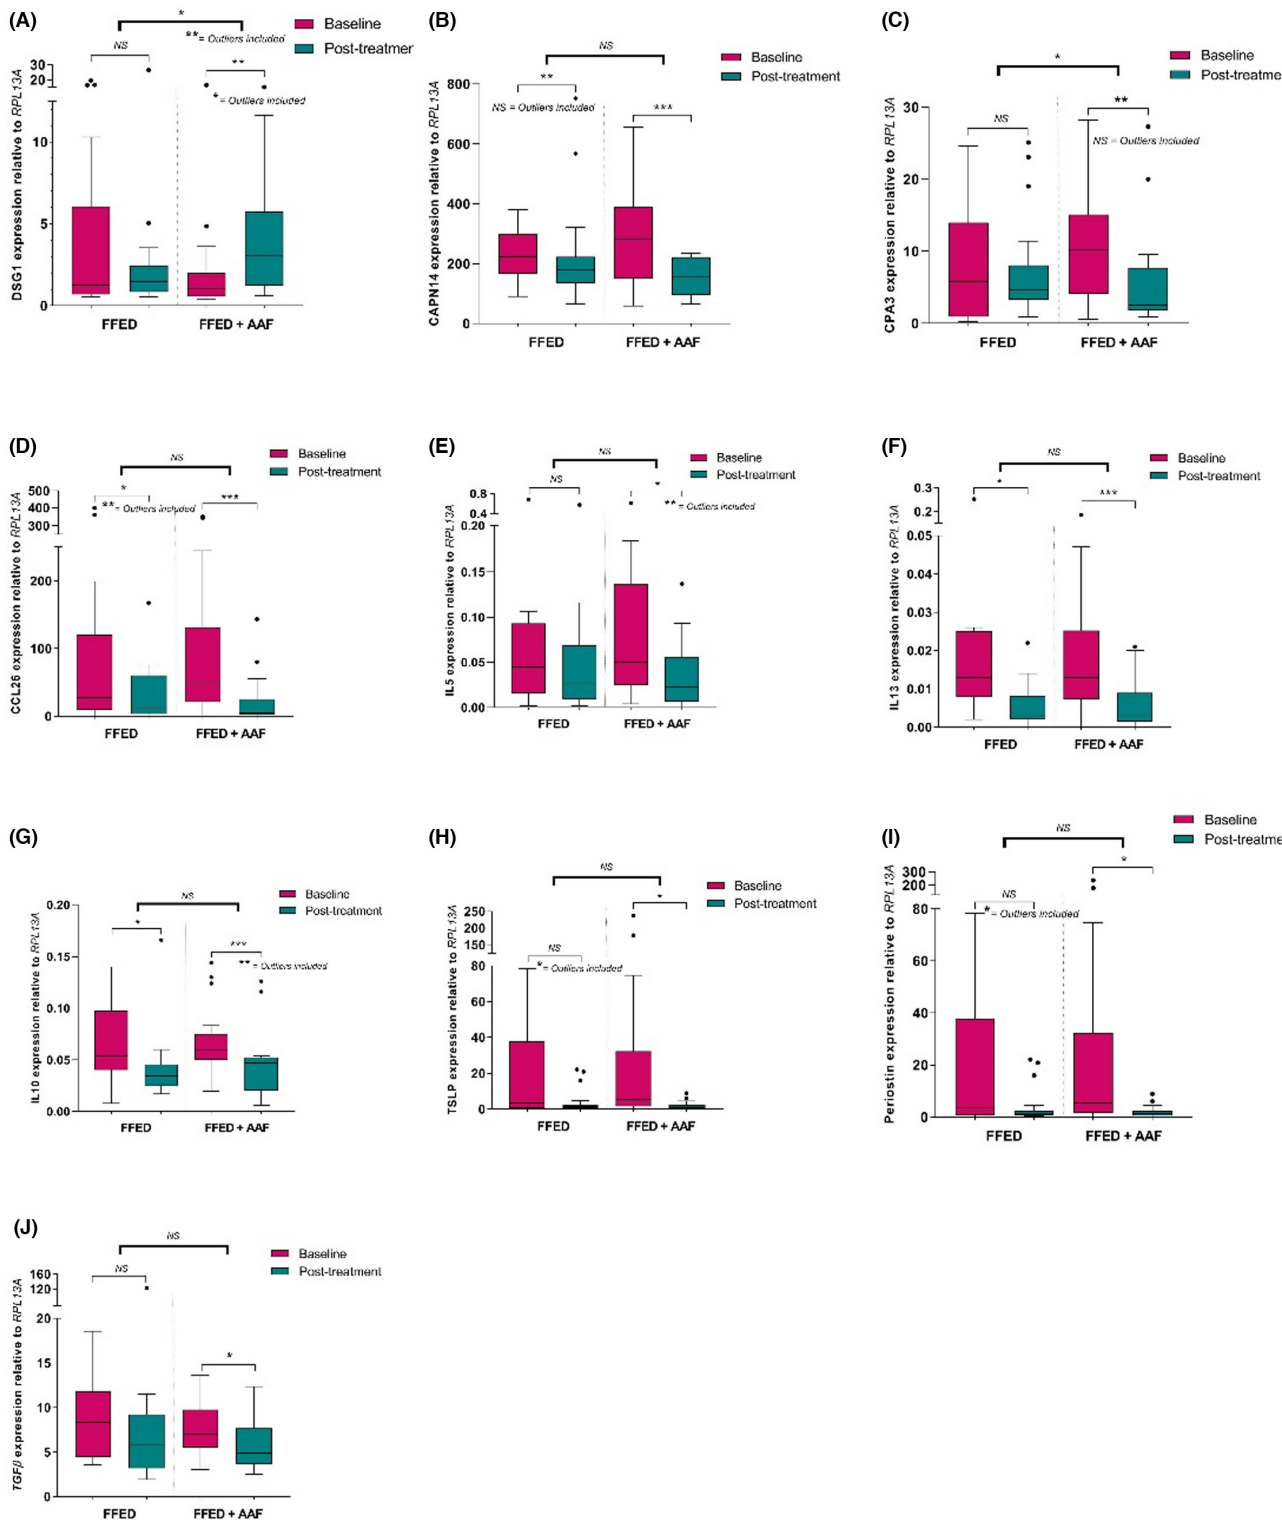 (A)
*
** = Outliers included
Baseline
Post-treatmer
NS
**
* = Outliers included
DSG1 expression relative to RPL13A
30
20
10
5
0
FFED
FFED + AAF
(B)
NS
Baseline
Post-treatment
**
NS = Outliers included
***
CAPN14 expression relative to RPL13A
800
600
400
200
0
FFED
FFED + AAF
(C)
*
Baseline
Post-treatme
NS
**
NS = Outliers included
CPA3 expression relative to RPL13A
30
20
10
0
FFED
FFED + AAF
(D)
NS
Baseline
Post-treatment
*
** = Outliers included
***
CCL26 expression relative to RPL13A
500
400
300
200
100
0
FFED
FFED + AAF
(E)
NS
Baseline
Post-treatment
NS
*
** = Outliers included
IL5 expression relative to RPL13A
0.8
0.4
0.20
0.15
0.10
0.05
0.00
FFED
FFED + AAF
(F)
NS
Baseline
Post-treatment
*
***
IL13 expression relative to RPL13A
0.3
0.2
0.05
0.04
0.03
0.02
0.01
0.00
FFED
FFED + AAF
(G)
NS
Baseline
Post-treatment
*
***
** = Outliers included
IL10 expression relative to RPL13A
0.20
0.15
0.10
0.05
0.00
FFED
FFED + AAF
(H)
NS
Baseline
Post-treatment
NS
* = Outliers included
*
TSLP expression relative to RPL13A
250
200
150
80
60
40
20
0
FFED
FFED + AAF
(I)
NS
Baseline
Post-treatme
NS
* = Outliers included
*
Periostin expression relative to RPL13A
300
200
80
60
40
20
0
FFED
FFED + AAF
(J)
NS
Baseline
Post-treatment
NS
*
TGFβ expression relative to RPL13A
160
120
20
15
10
5
0
FFED
FFED + AAF